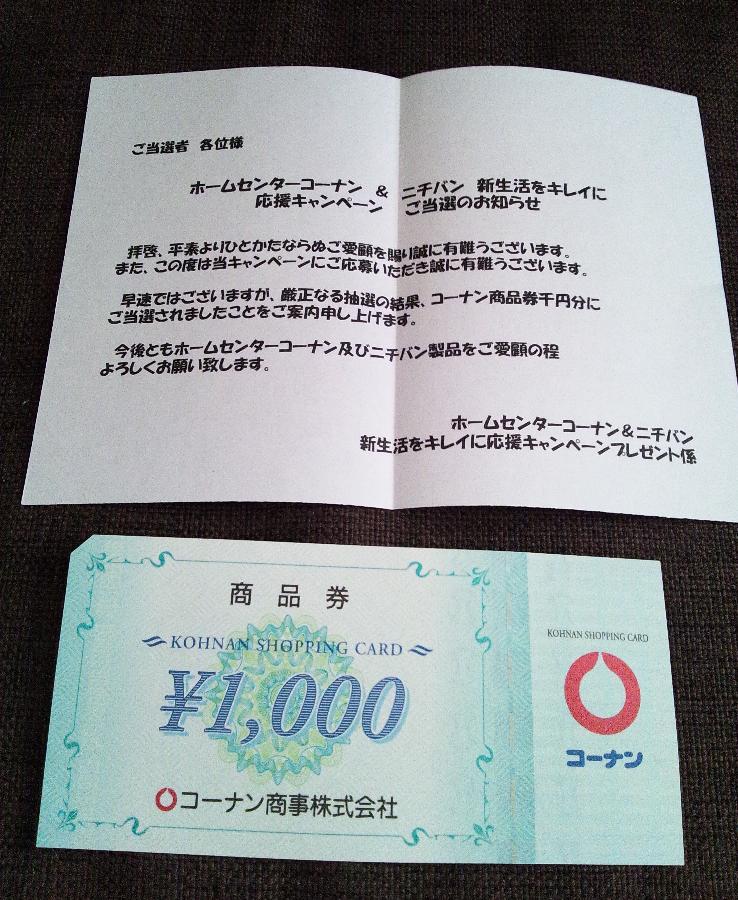 ご当選者 各位様
ホームセンターコーナン & ニチバン 新生活をキレイに
応援キャンペーン ご当選のお知らせ
拝啓、平素よりひとかたならぬご愛顧を賜り誠に有難うございます。
また、この度は当キャンペーンにご応募いただき誠に有難うございます。
早速ではございますが、厳正なる抽選の結果、コーナン商品券千円分に
ご当選されましたことをご案内申し上げます。
今後ともホームセンターコーナン及びニチバン製品をご愛顧の程
よろしくお願い致します。
ホームセンターコーナン&ニチバン
新生活をキレイに応援キャンペーンプレゼント係
商品券
KOHNAN SHOPPING CARD
¥1,000
コーナン商事株式会社
KOHNAN SHOPPING CARD
コーナン